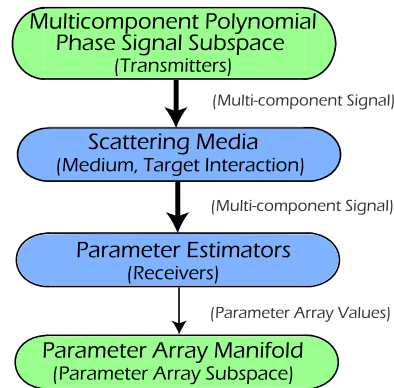 Multicomponent Polynomial
Phase Signal Subspace
(Transmitters)
(Multi-component Signal)
Scattering Media
(Medium, Target Interaction)
(Multi-component Signal)
Parameter Estimators
(Receivers)
(Parameter Array Values)
Parameter Array Manifold
(Parameter Array Subspace)